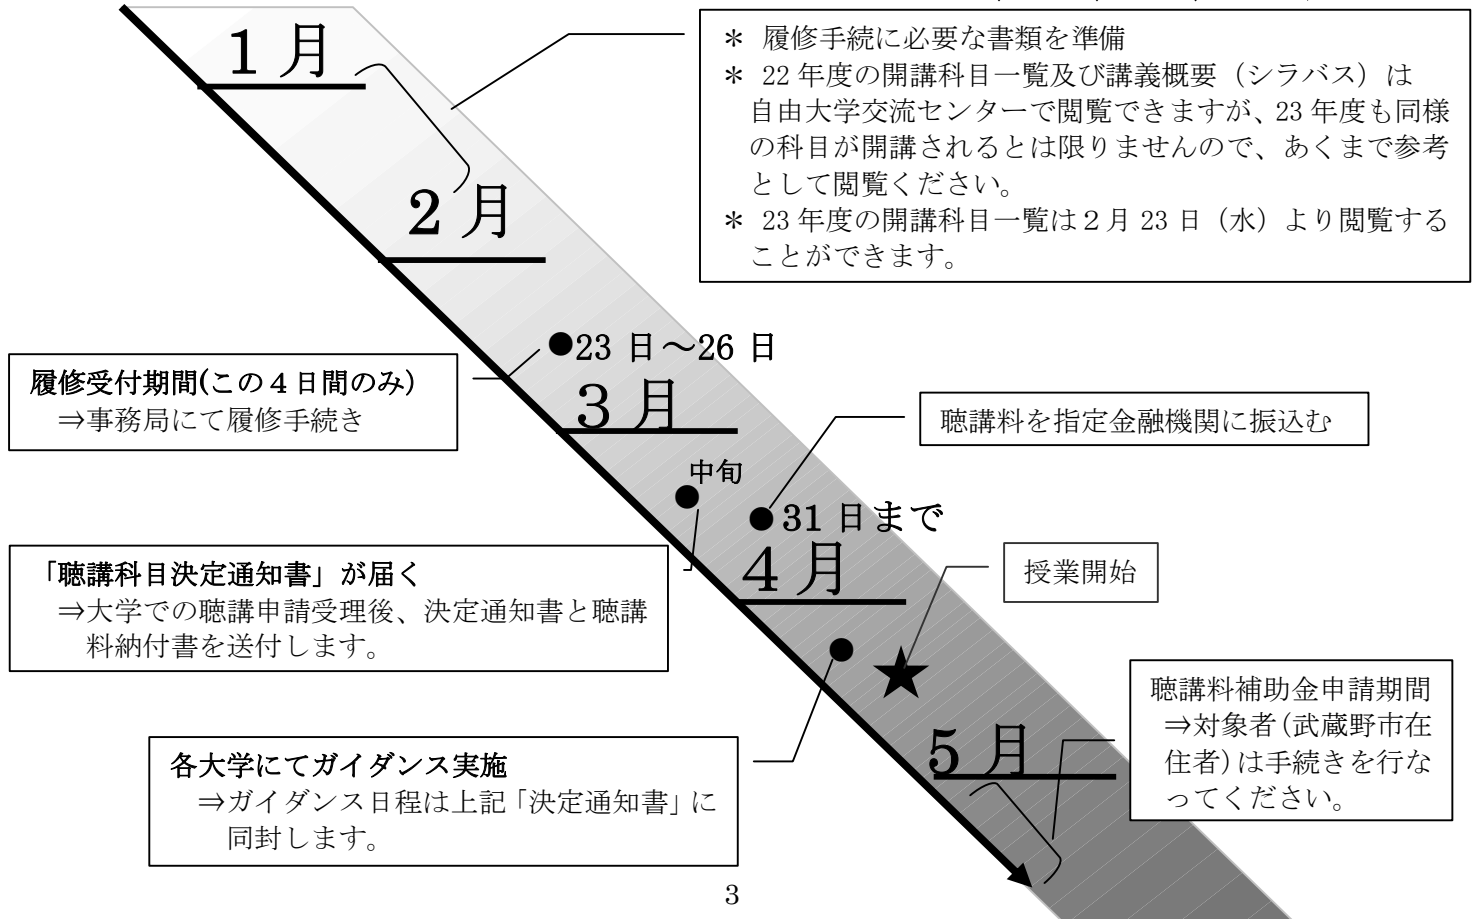 1月
＊ 履修手続に必要な書類を準備
＊ 22年度の開講科目一覧及び講義概要（シラバス）は
自由大学交流センターで閲覧できますが、23年度も同様
の科目が開講されるとは限りませんので、あくまで参考
として閲覧ください。
＊ 23年度の開講科目一覧は２月23日（水）より閲覧する
ことができます。
2月
●23日～26日
履修受付期間(この４日間のみ)
⇒事務局にて履修手続き
3月
聴講料を指定金融機関に振込む
中旬
●31日まで
「聴講科目決定通知書」が届く
⇒大学での聴講申請受理後、決定通知書と聴講
料納付書を送付します。
4月
授業開始
★
聴講料補助金申請期間
⇒対象者(武蔵野市在
住者)は手続きを行な
ってください。
5月
各大学にてガイダンス実施
⇒ガイダンス日程は上記「決定通知書」に
同封します。
3